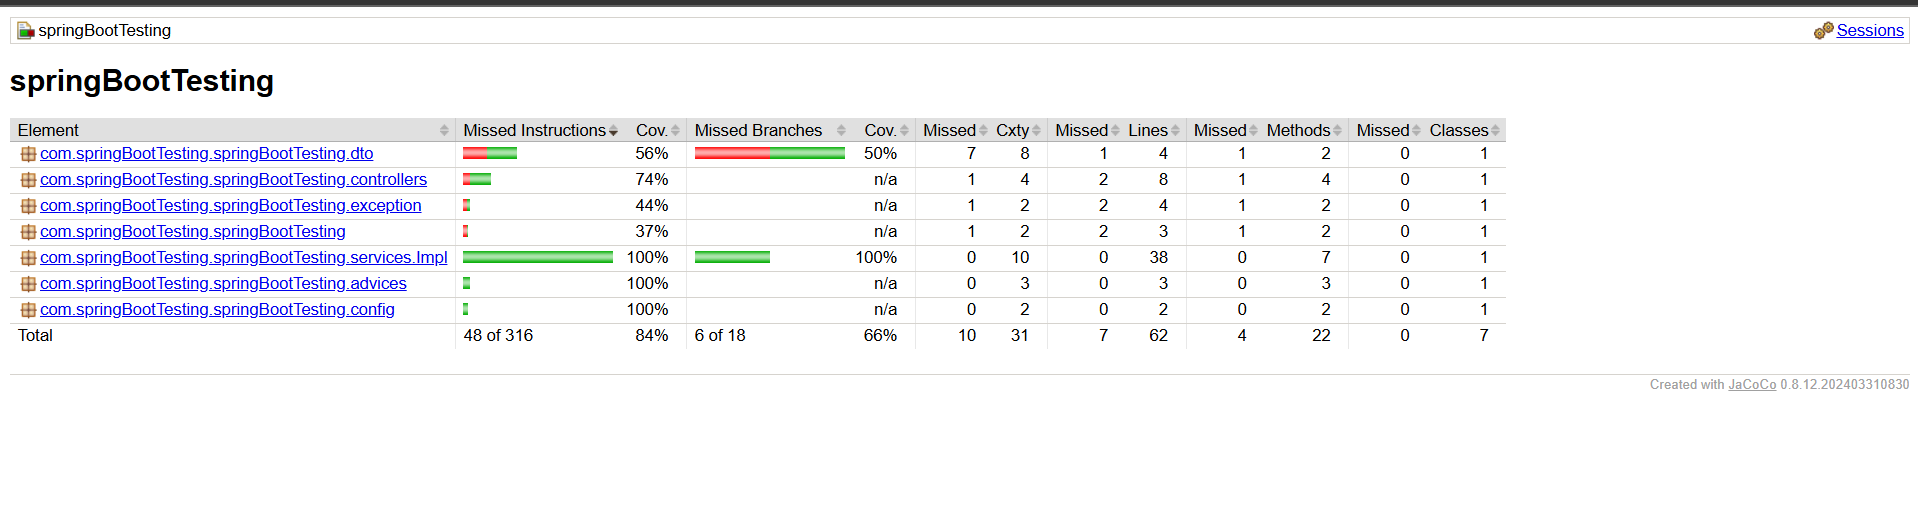 springBootTesting Sessions
springBootTesting
Element Missed Instructions Cov. Missed Branches Cov. Missed Cxty Missed Lines Missed Methods Missed Classes
com.springBootTesting.springBootTesting.dto 56% 50% 7 8 1 4 1 2 0 1
com.springBootTesting.springBootTesting.controllers 74% n/a 1 4 2 8 1 4 0 1
com.springBootTesting.springBootTesting.exception 44% n/a 1 2 2 4 1 2 0 1
com.springBootTesting.springBootTesting 37% n/a 1 2 2 3 1 2 0 1
com.springBootTesting.springBootTesting.services.Impl 100% 100% 0 10 0 38 0 7 0 1
com.springBootTesting.springBootTesting.advices 100% n/a 0 3 0 3 0 3 0 1
com.springBootTesting.springBootTesting.config 100% n/a 0 2 0 2 0 2 0 1
Total 48 of 316 84% 6 of 18 66% 10 31 7 62 4 22 0 7
Created with JaCoCo 0.8.12.202403310830